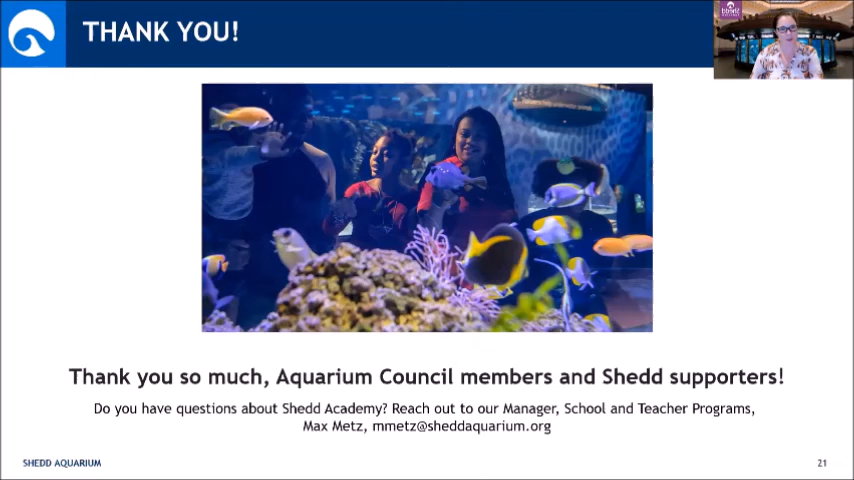 THANK YOU!
Thank you so much, Aquarium Council members and Shedd supporters!
Do you have questions about Shedd Academy? Reach out to our Manager, School and Teacher Programs,
Max Metz, mmetz@sheddaquarium.org
SHEDD AQUARIUM
21